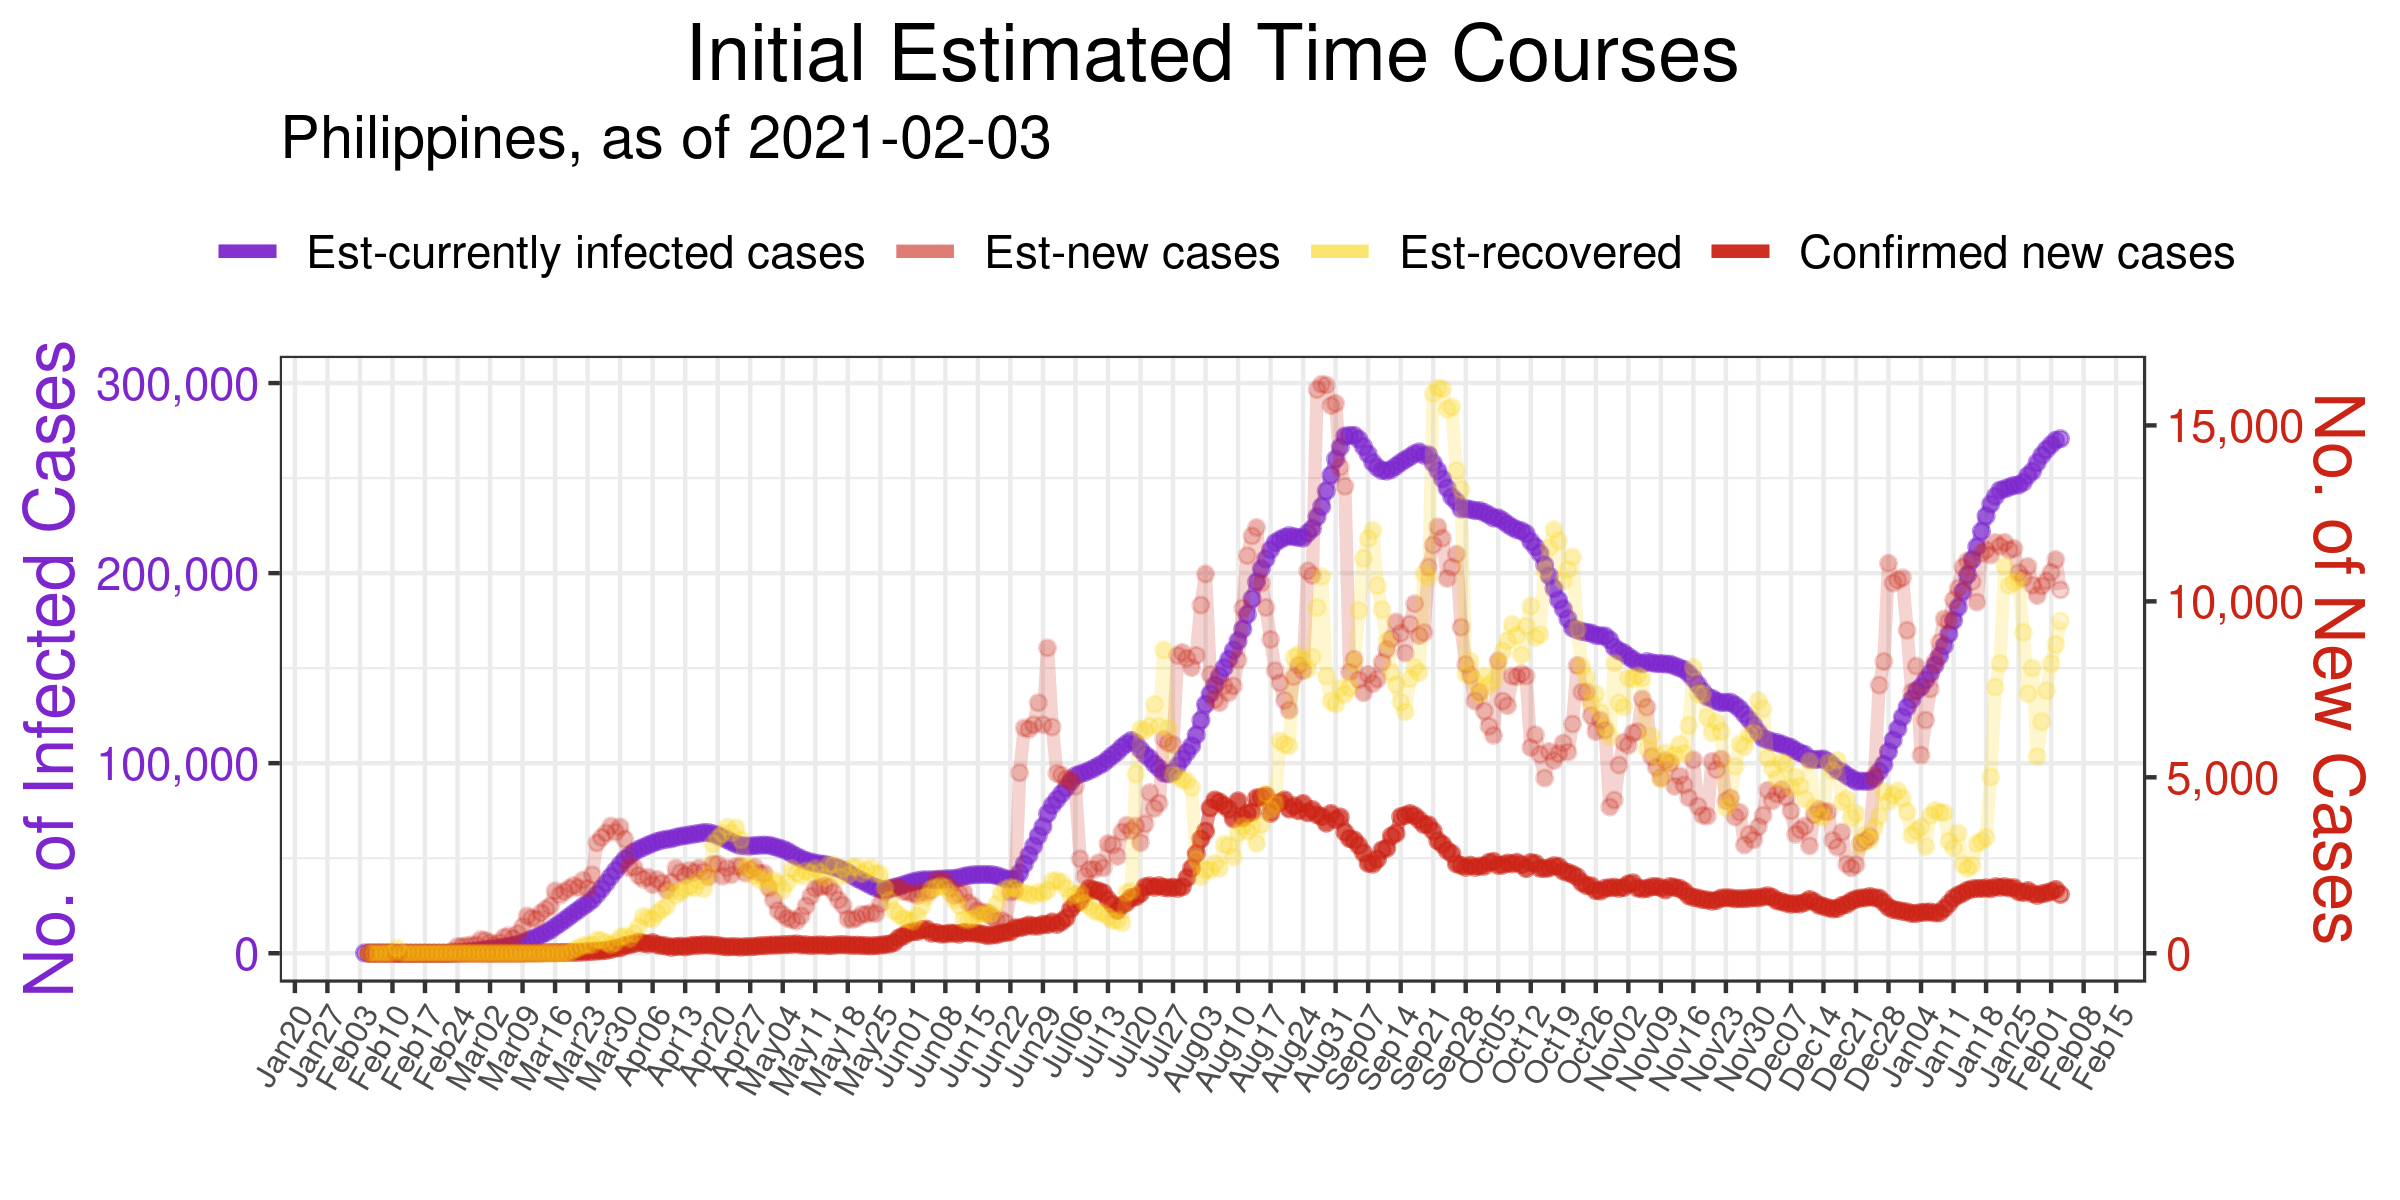 Initial Estimated Time Courses
Philippines, as of 2021-02-03
Est-currently infected cases
Est-new cases
Est-recovered
Confirmed new cases
No. of Infected Cases
300,000
200,000
100,000
0
15,000
10,000
5,000
0
No. of New Cases
Jan20
Jan27
Feb03
Feb10
Feb17
Feb24
Mar02
Mar09
Mar16
Mar23
Mar30
Apr06
Apr13
Apr20
Apr27
May04
May11
May18
May25
Jun01
Jun08
Jun15
Jun22
Jun29
Jul06
Jul13
Jul20
Jul27
Aug03
Aug10
Aug17
Aug24
Aug31
Sep07
Sep14
Sep21
Sep28
Oct05
Oct12
Oct19
Oct26
Nov02
Nov09
Nov16
Nov23
Nov30
Dec07
Dec14
Dec21
Dec28
Jan04
Jan11
Jan18
Jan25
Feb01
Feb08
Feb15